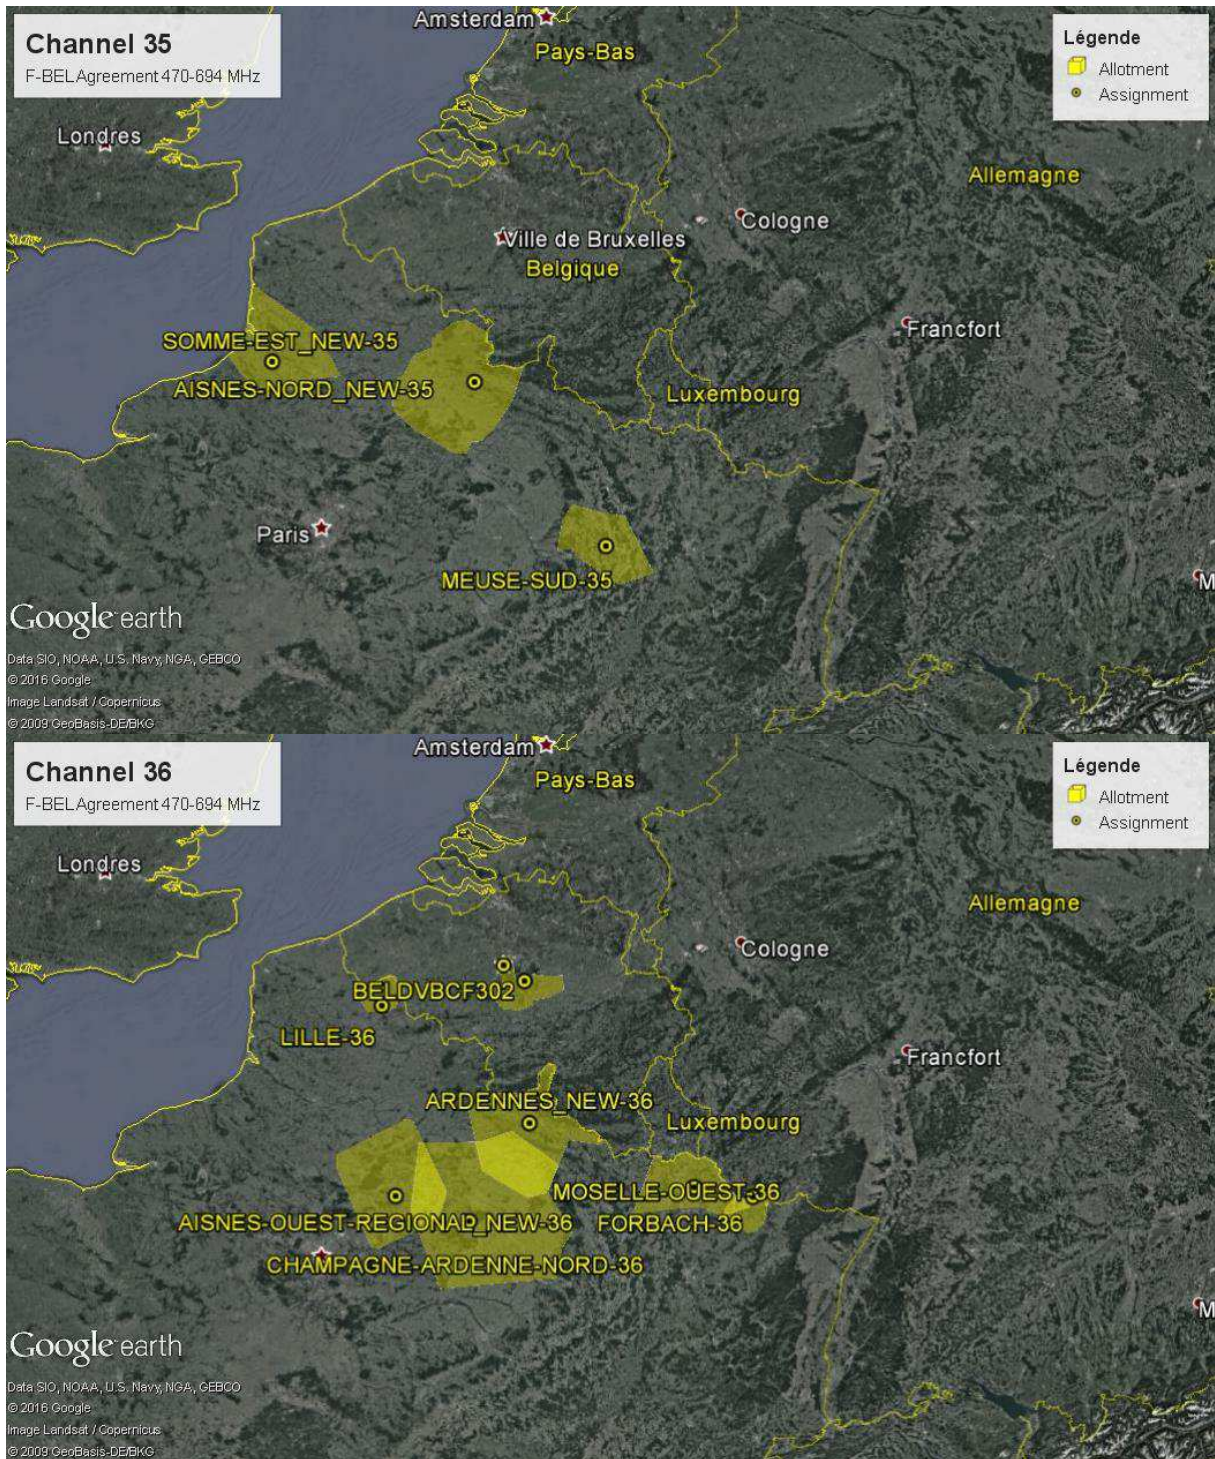 Amsterdam
Channel 35
F-BEL Agreement 470-694 MHz
Légende
Allotment
Assignment
Pays-Bas
Londres
Allemagne
Cologne
Ville de Bruxelles
Belgique
Francfort
SOMME-EST_NEW-35
AISNES-NORD_NEW-35
Luxembourg
Paris
MEUSE-SUD-35
M
Google earth
Data SIO, NOAA, U.S. Navy, NGA, GEBCO
© 2016 Google
Image Landsat / Copernicus
© 2009 GeoBasis-DE/BKG
Amsterdam
Channel 36
F-BEL Agreement 470-694 MHz
Légende
Allotment
Assignment
Pays-Bas
Londres
Allemagne
Cologne
BELDVBCF302
LILLE-36
Francfort
ARDENNES_NEW-36
Luxembourg
MOSELLE-OUEST-36
AISNES-OUEST-REGIONAL_NEW-36
FORBACH-36
CHAMPAGNE-ARDENNE-NORD-36
M
Google earth
Data SIO, NOAA, U.S. Navy, NGA, GEBCO
© 2016 Google
Image Landsat / Copernicus
© 2009 GeoBasis-DE/BKG